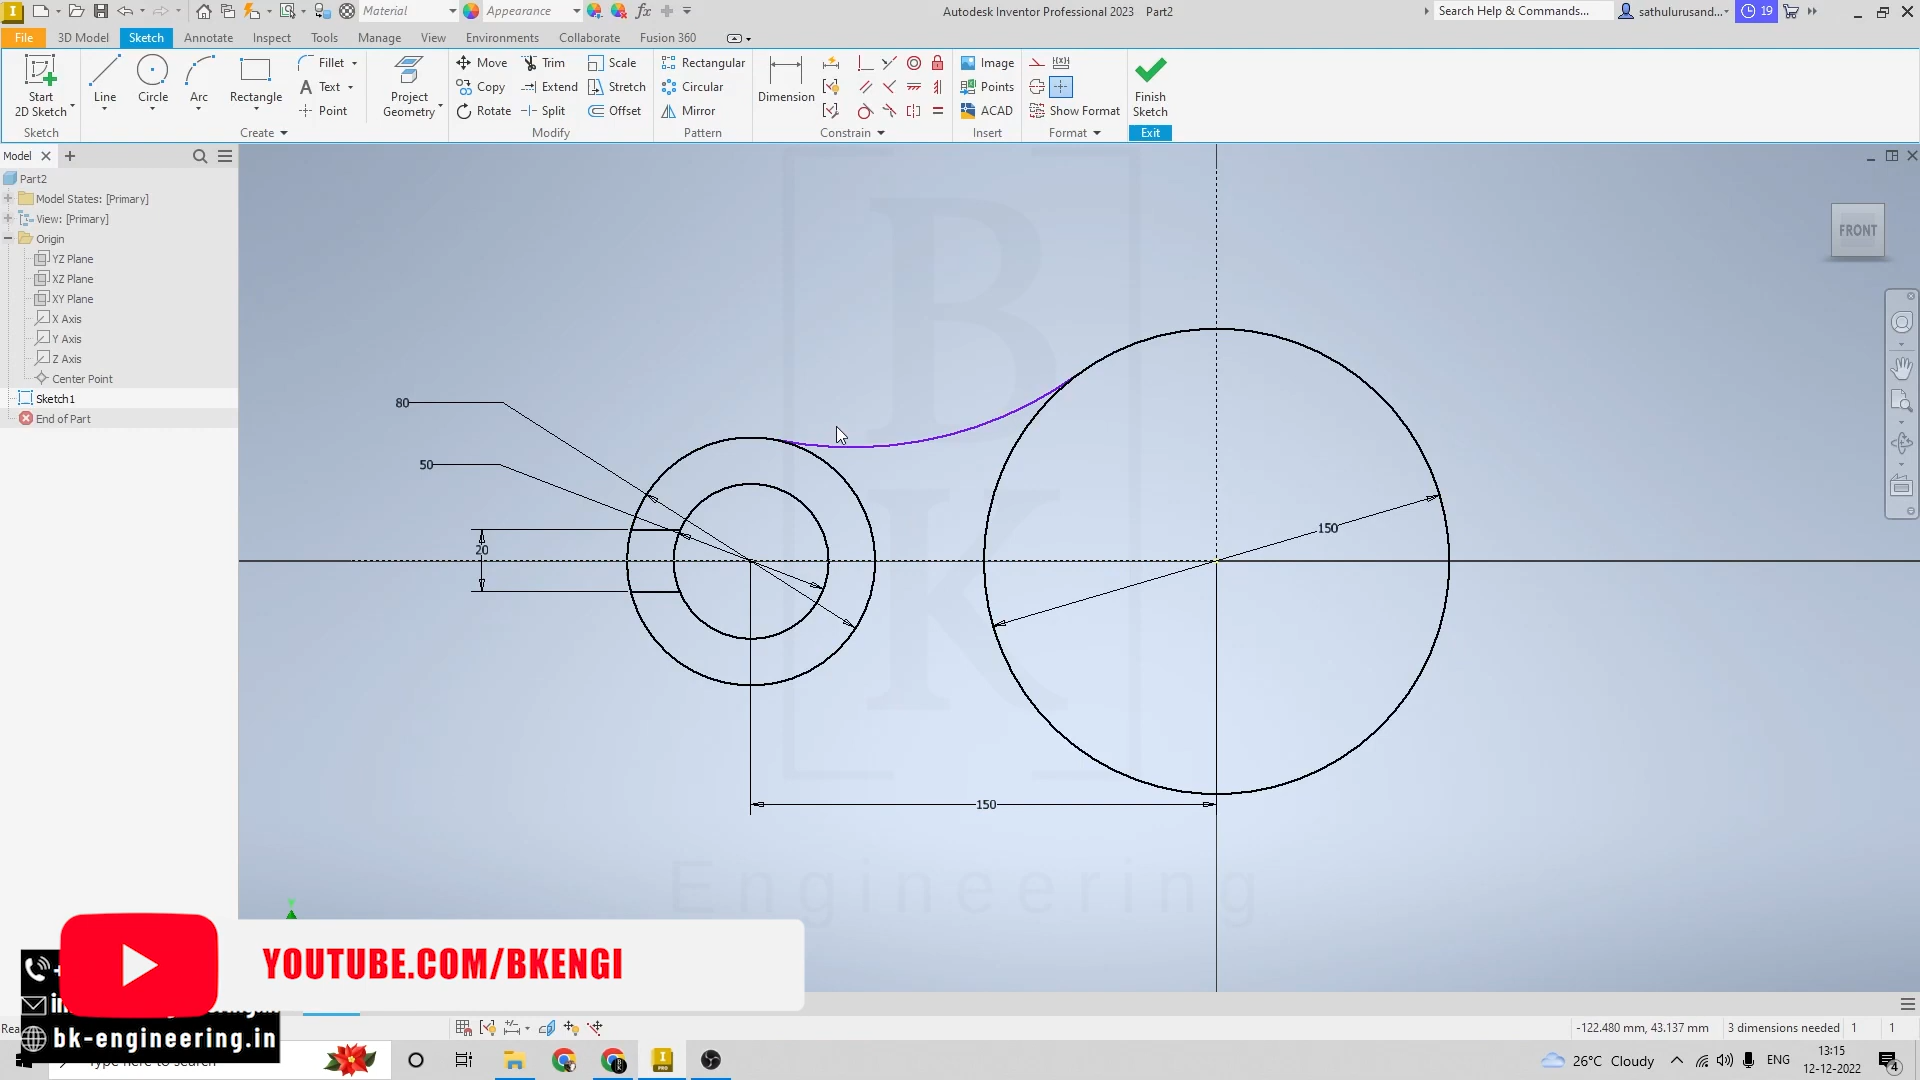 Material
Appearance
Autodesk Inventor Professional 2023 Part2
Search Help & Commands...
sathulurusand...
19
File
3D Model
Sketch
Annotate
Inspect
Tools
Manage
View
Environments
Collaborate
Fusion 360
Start
2D Sketch
Line
Circle
Arc
Rectangle
Fillet
Text
Point
Project
Geometry
Move
Copy
Rotate
Trim
Extend
Split
Scale
Stretch
Offset
Rectangular
Circular
Mirror
Dimension
Image
Points
ACAD
Show Format
Finish
Sketch
Sketch
Create
Modify
Pattern
Constrain
Insert
Format
Exit
Model
Part2
Model States: [Primary]
View: [Primary]
Origin
YZ Plane
XZ Plane
XY Plane
X Axis
Y Axis
Z Axis
Center Point
Sketch1
End of Part
FRONT
B
K
Engineering
80
50
20
150
150
YOUTUBE.COM/BKENGI
bk-engineering.in
-122.480 mm, 43.137 mm
3 dimensions needed
1
1
26°C Cloudy
ENG
13:15
12-12-2022
4